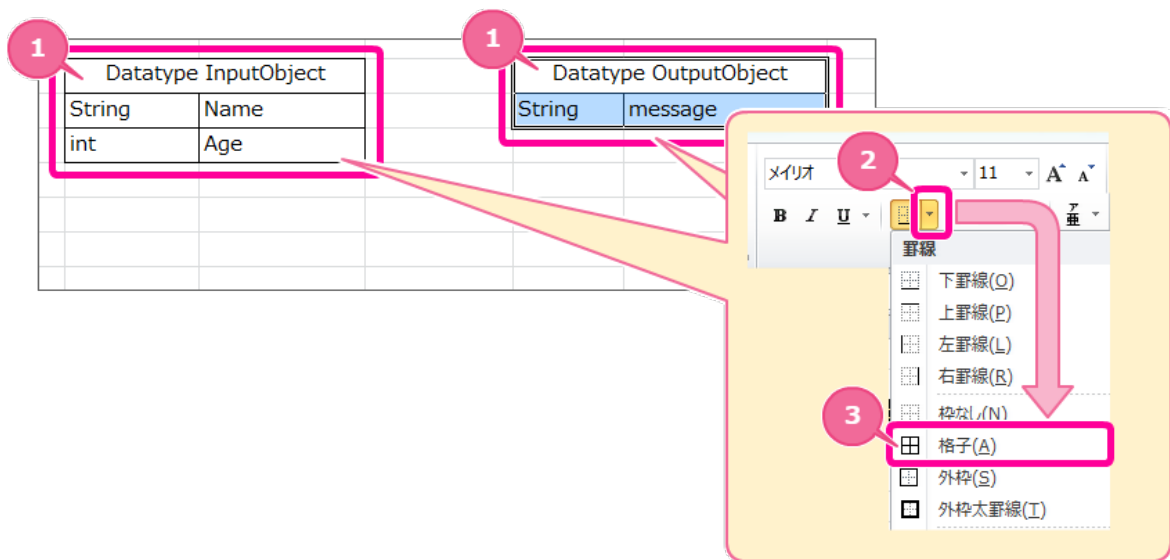 1
Datatype InputObject
String Name
int Age
1
Datatype OutputObject
String message
2
メイリオ 11 A A
B I U ア亜
罫線
下罫線(O)
上罫線(P)
左罫線(L)
右罫線(R)
枠なし(N)
3
格子(A)
外枠(S)
外枠太罫線(T)